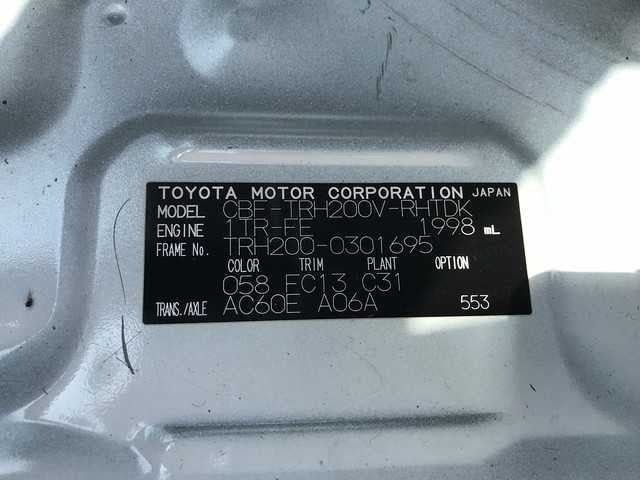 TOYOTA MOTOR CORPORATION JAPAN
MODEL CBF-TRH200V-RHTDK
ENGINE 1TR-FE 1998 mL
FRAME No. TRH200-0301695
COLOR TRIM PLANT OPTION
058 FC13 C31
TRANS./AXLE AC60E A06A 553